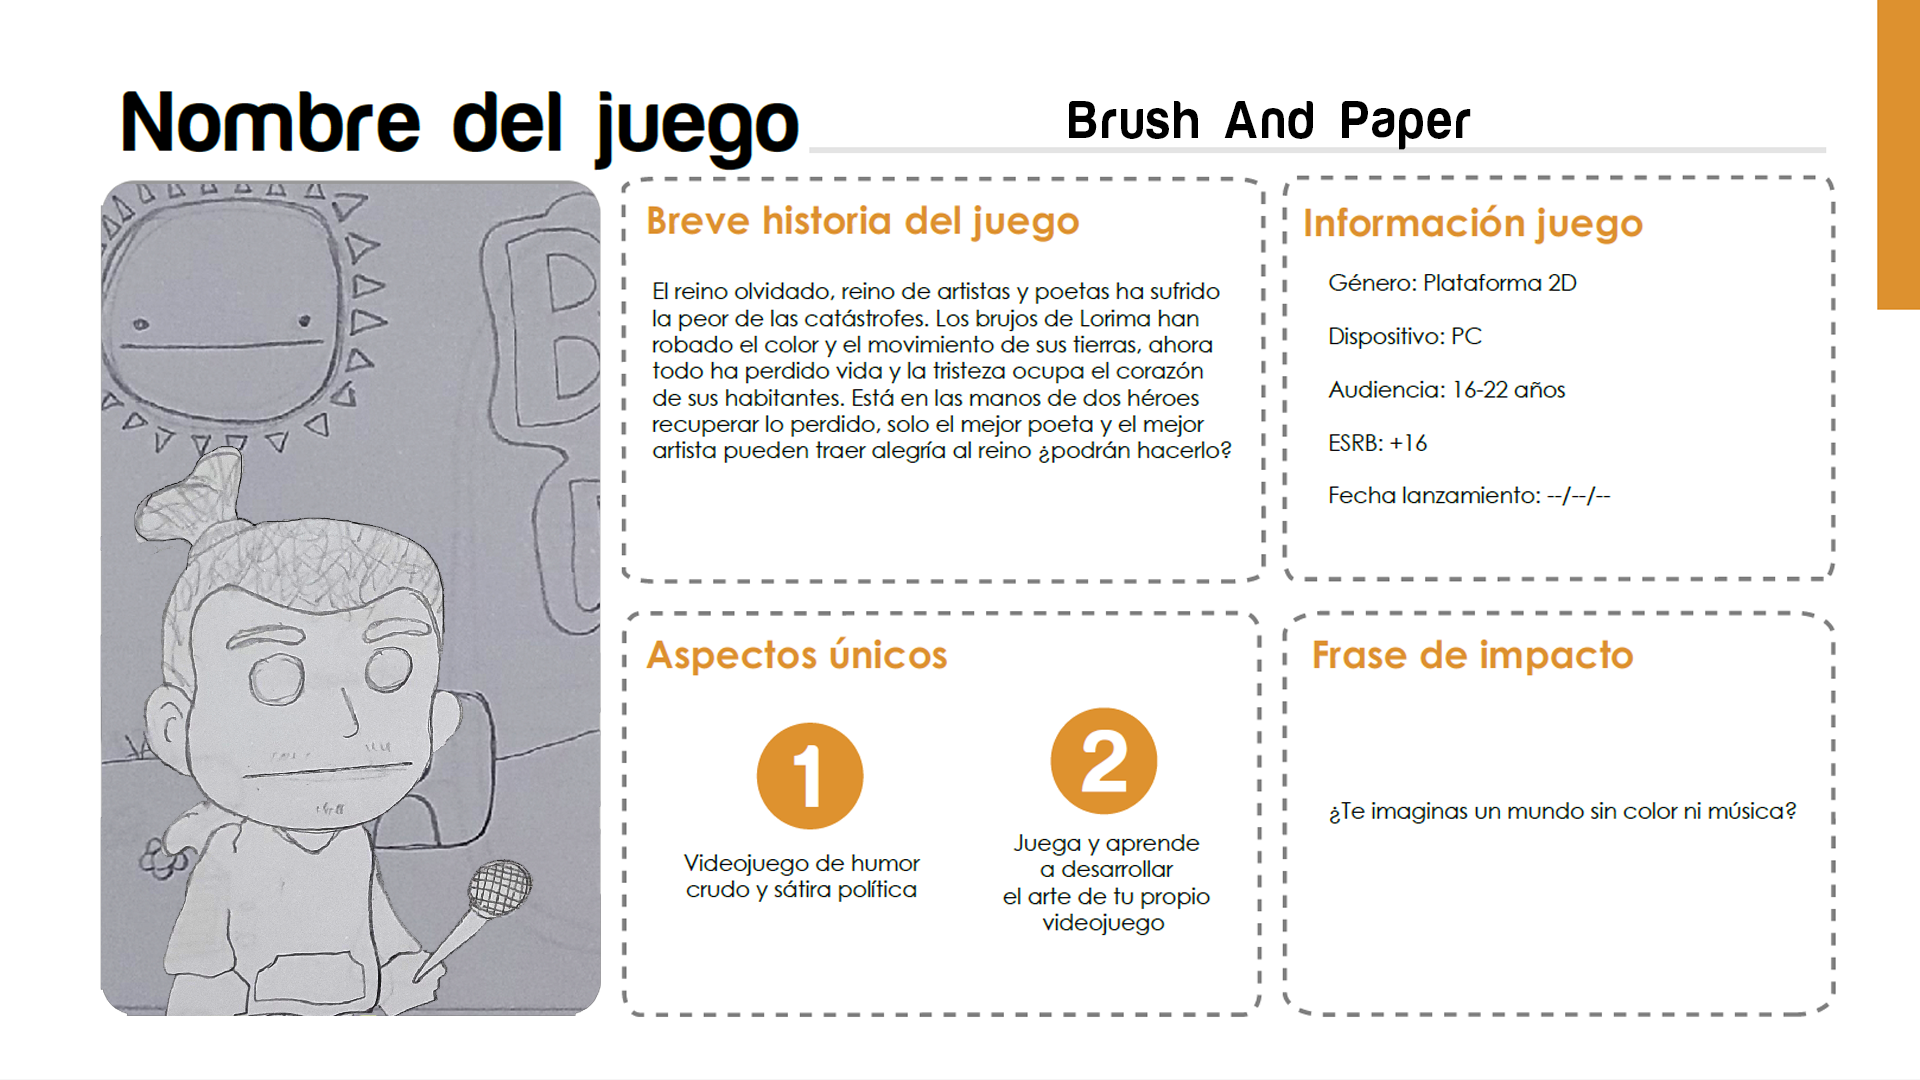 Nombre del juego
Brush And Paper
Breve historia del juego
El reino olvidado, reino de artistas y poetas ha sufrido
la peor de las catástrofes. Los brujos de Lorima han
robado el color y el movimiento de sus tierras, ahora
todo ha perdido vida y la tristeza ocupa el corazón
de sus habitantes. Está en las manos de dos héroes
recuperar lo perdido, solo el mejor poeta y el mejor
artista pueden traer alegría al reino ¿podrán hacerlo?
Información juego
Género: Plataforma 2D
Dispositivo: PC
Audiencia: 16-22 años
ESRB: +16
Fecha lanzamiento: --/--/--
Aspectos únicos
1
Videojuego de humor
crudo y sátira política
2
Juega y aprende
a desarrollar
el arte de tu propio
videojuego
Frase de impacto
¿Te imaginas un mundo sin color ni música?
B